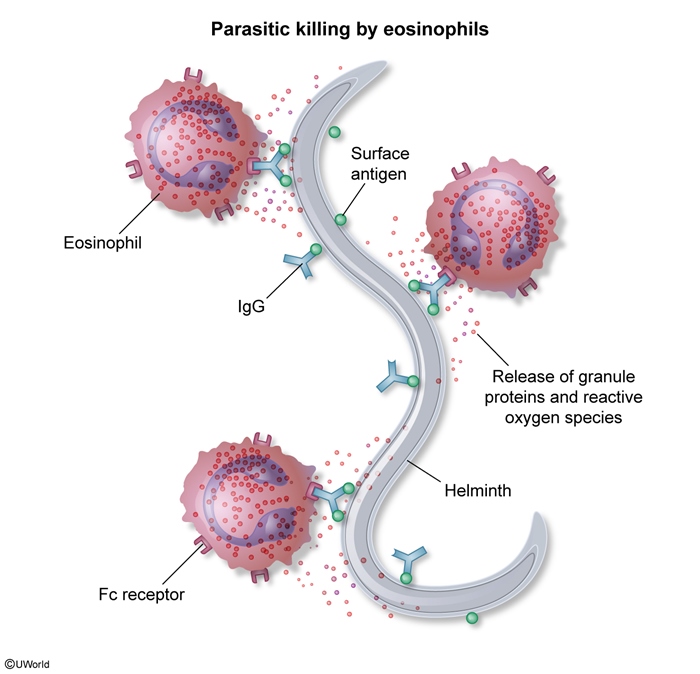 Parasitic killing by eosinophils
Surface
antigen
Eosinophil
IgG
Release of granule
proteins and reactive
oxygen species
Helminth
Fc receptor
©UWorld